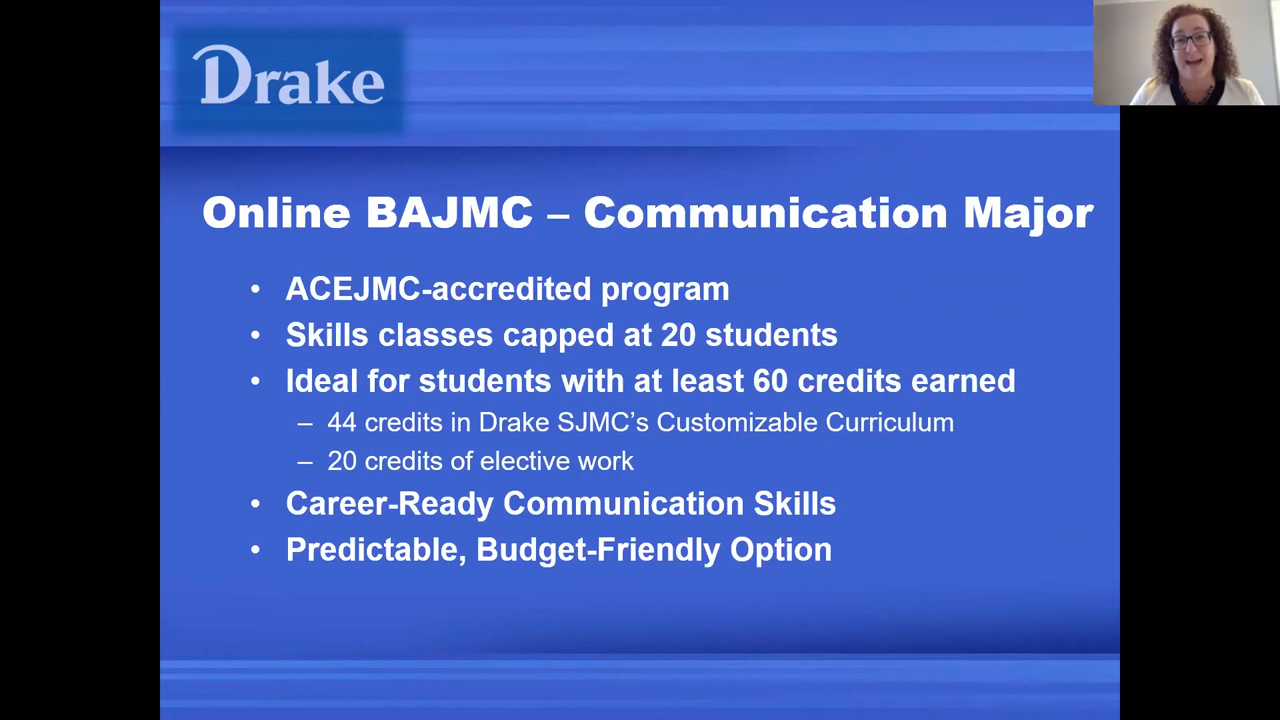 Drake
Online BAJMC – Communication Major
• ACEJMC-accredited program
• Skills classes capped at 20 students
• Ideal for students with at least 60 credits earned
– 44 credits in Drake SJMC’s Customizable Curriculum
– 20 credits of elective work
• Career-Ready Communication Skills
• Predictable, Budget-Friendly Option